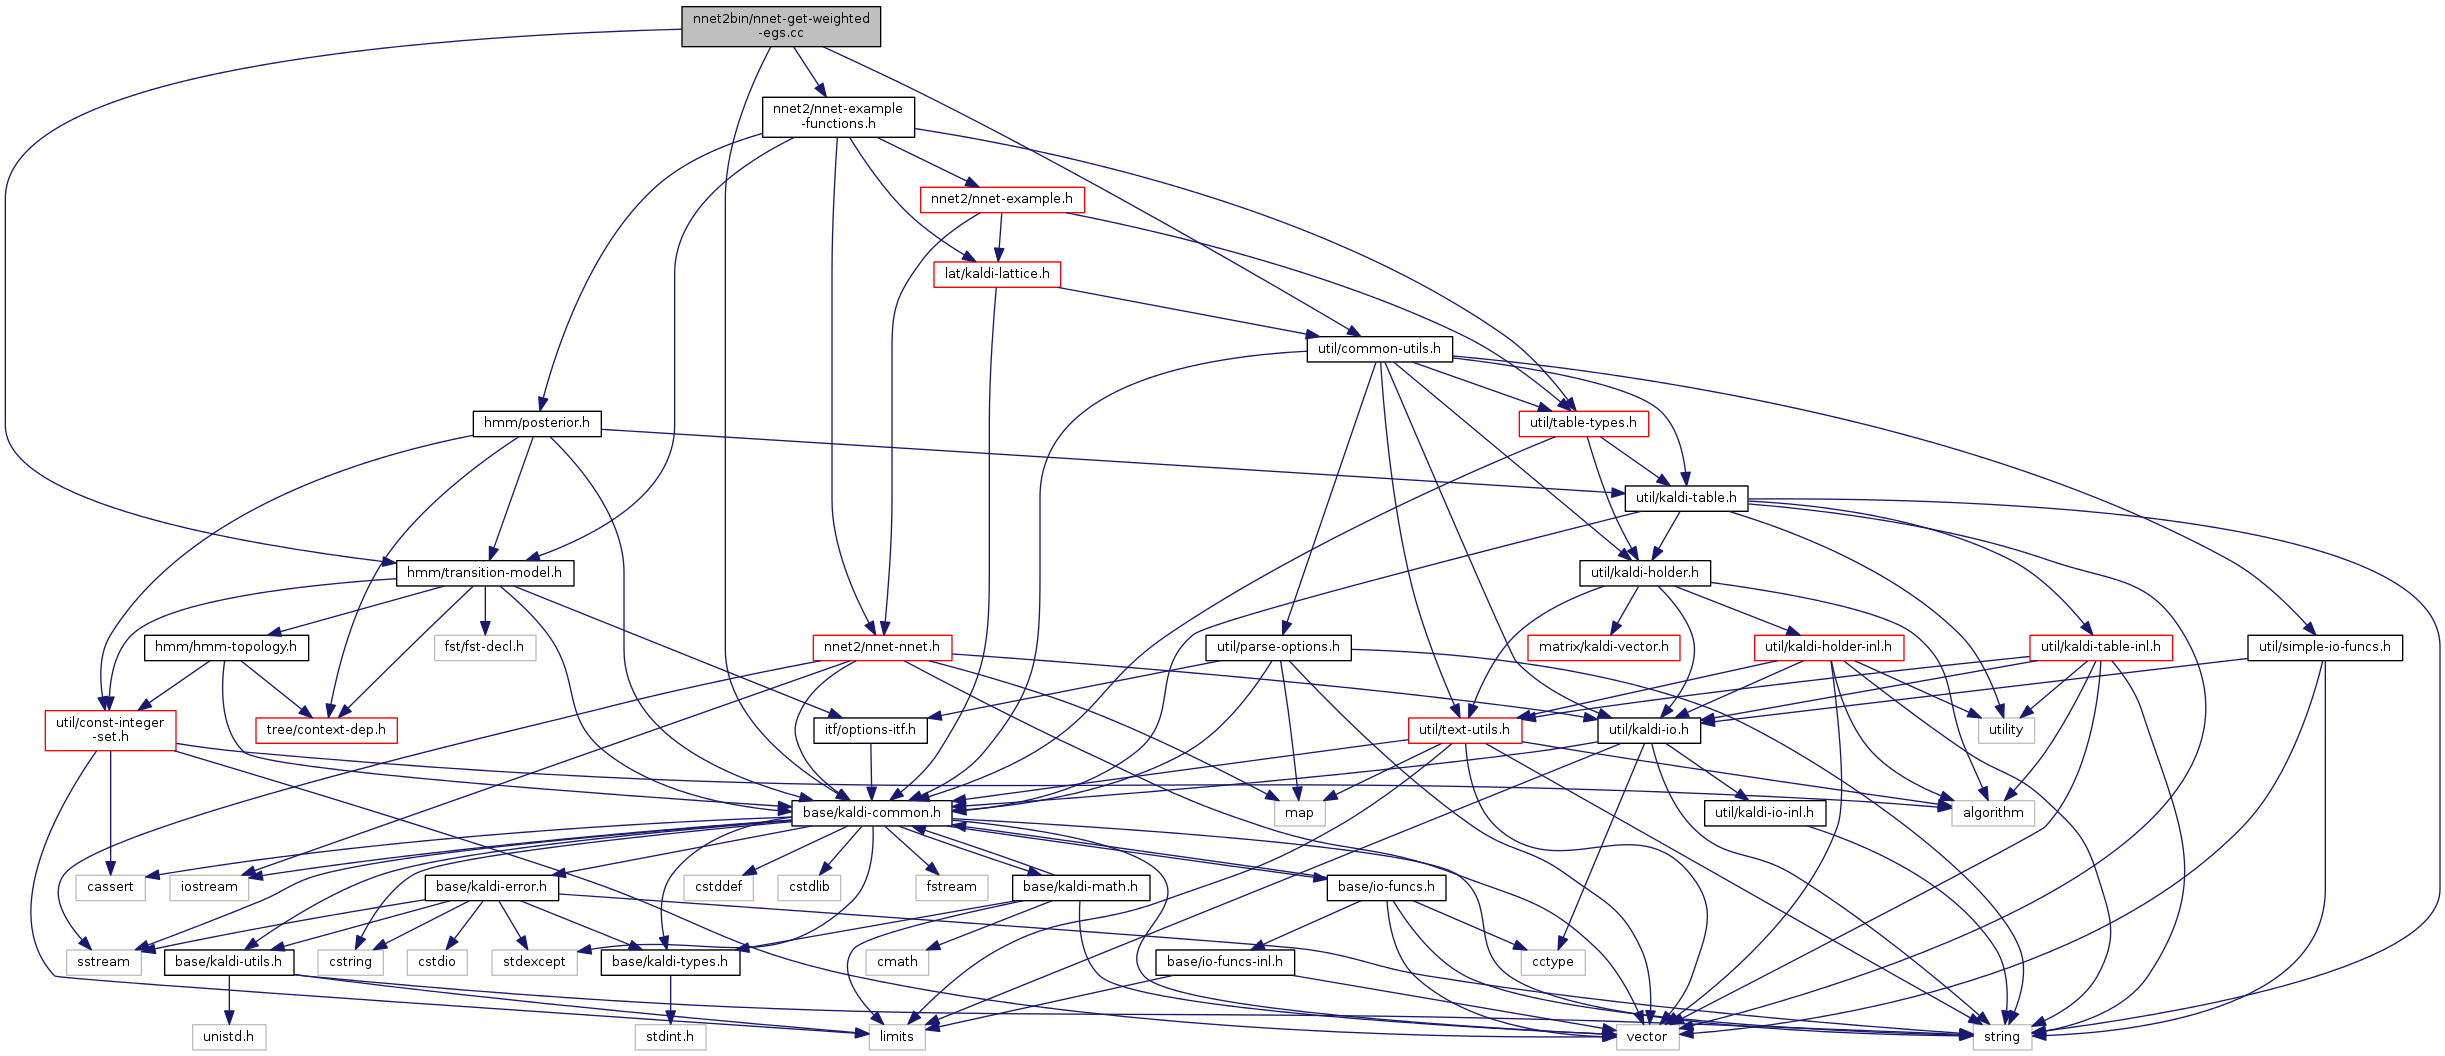 nnet2bin/nnet-get-weighted
-egs.cc
nnet2/nnet-example
-functions.h
nnet2/nnet-example.h
lat/kaldi-lattice.h
util/common-utils.h
hmm/posterior.h
util/table-types.h
util/kaldi-table.h
hmm/transition-model.h
util/kaldi-holder.h
hmm/hmm-topology.h
fst/fst-decl.h
nnet2/nnet-nnet.h
util/parse-options.h
matrix/kaldi-vector.h
util/kaldi-holder-inl.h
util/kaldi-table-inl.h
util/simple-io-funcs.h
util/const-integer
-set.h
tree/context-dep.h
itf/options-itf.h
util/text-utils.h
util/kaldi-io.h
utility
base/kaldi-common.h
map
util/kaldi-io-inl.h
algorithm
cassert
iostream
base/kaldi-error.h
cstddef
cstdlib
fstream
base/kaldi-math.h
base/io-funcs.h
sstream
base/kaldi-utils.h
cstring
cstdio
stdexcept
base/kaldi-types.h
cmath
base/io-funcs-inl.h
cctype
unistd.h
stdint.h
limits
vector
string